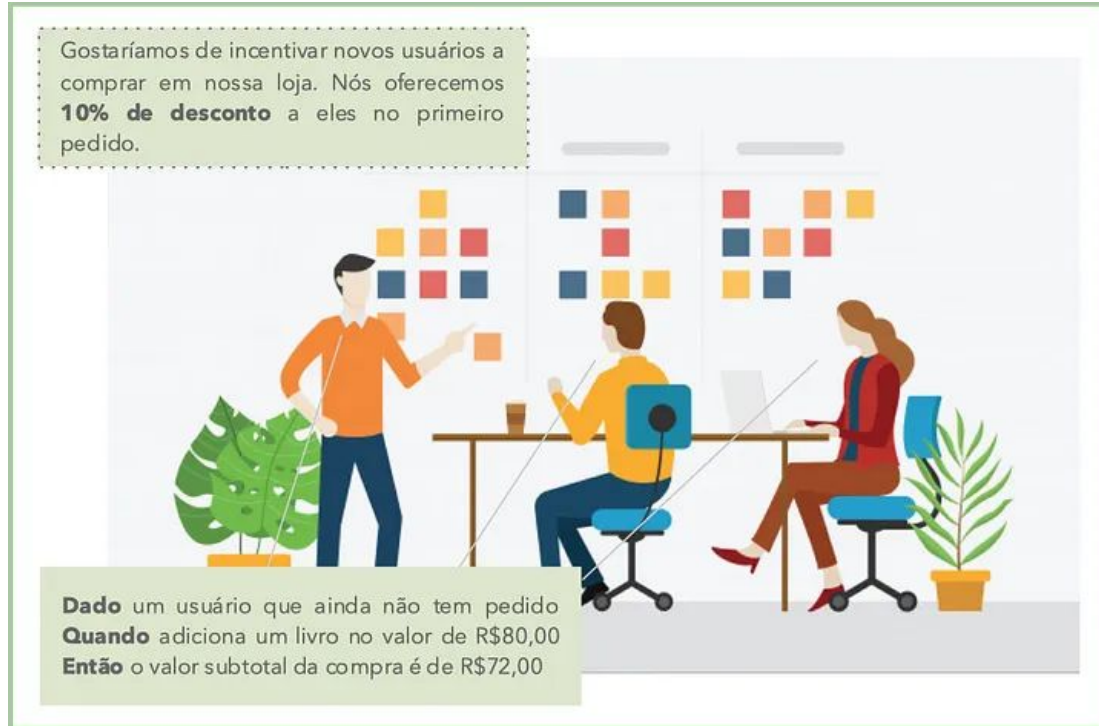 Gostaríamos de incentivar novos usuários a
comprar em nossa loja. Nós oferecemos
10% de desconto a eles no primeiro
pedido.
Dado um usuário que ainda não tem pedido
Quando adiciona um livro no valor de R$80,00
Então o valor subtotal da compra é de R$72,00